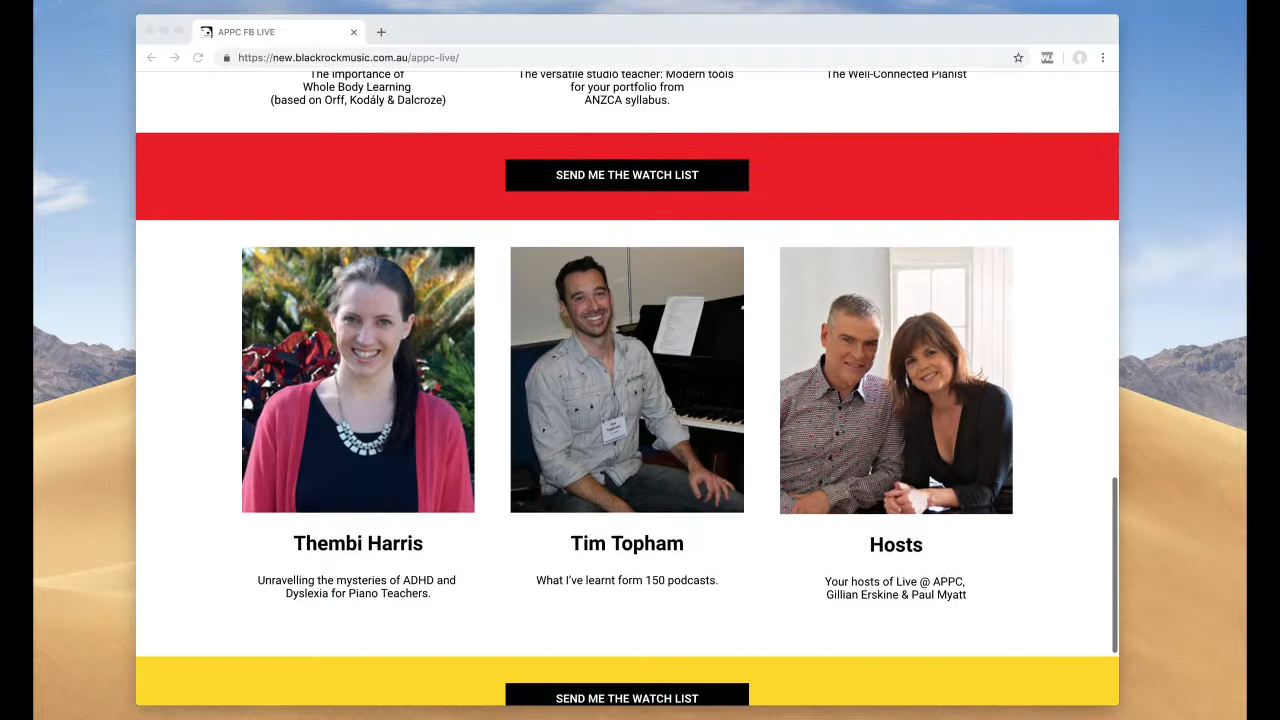 APPC FB LIVE
https://new.blackrockmusic.com.au/appc-live/
The Importance of
Whole Body Learning
(based on Orff, Kodály & Dalcroze)
The versatile studio teacher: Modern tools
for your portfolio from
ANZCA syllabus.
The Well-Connected Pianist
SEND ME THE WATCH LIST
Tim
Topham
Thembi Harris
Unravelling the mysteries of ADHD and
Dyslexia for Piano Teachers.
Tim Topham
What I've learnt form 150 podcasts.
Hosts
Your hosts of Live @ APPC,
Gillian Erskine & Paul Myatt
SEND ME THE WATCH LIST